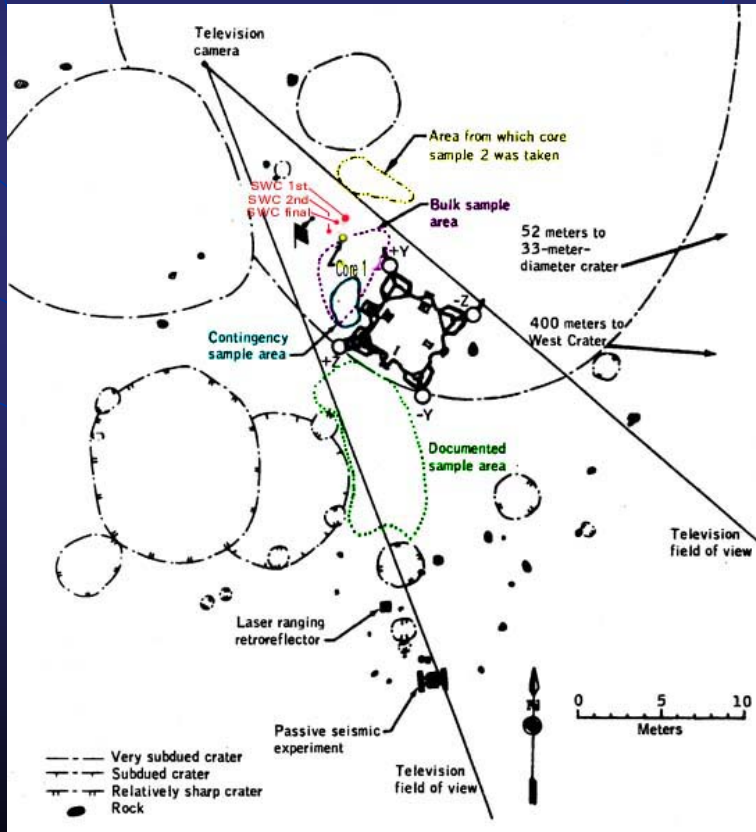 Television
camera
Area from which core
sample 2 was taken
SWC 1st
SWC 2nd
SWC final
Bulk sample
area
52 meters to
33-meter-
diameter crater
+Y
Core 1
-Z
400 meters to
West Crater
Contingency
sample area
+Z
-Y
Documented
sample area
Television
field of view
Laser ranging
retroreflector
Passive seismic
experiment
N
0 5 10
Meters
Television
field of view
Very subdued crater
Subdued crater
Relatively sharp crater
Rock